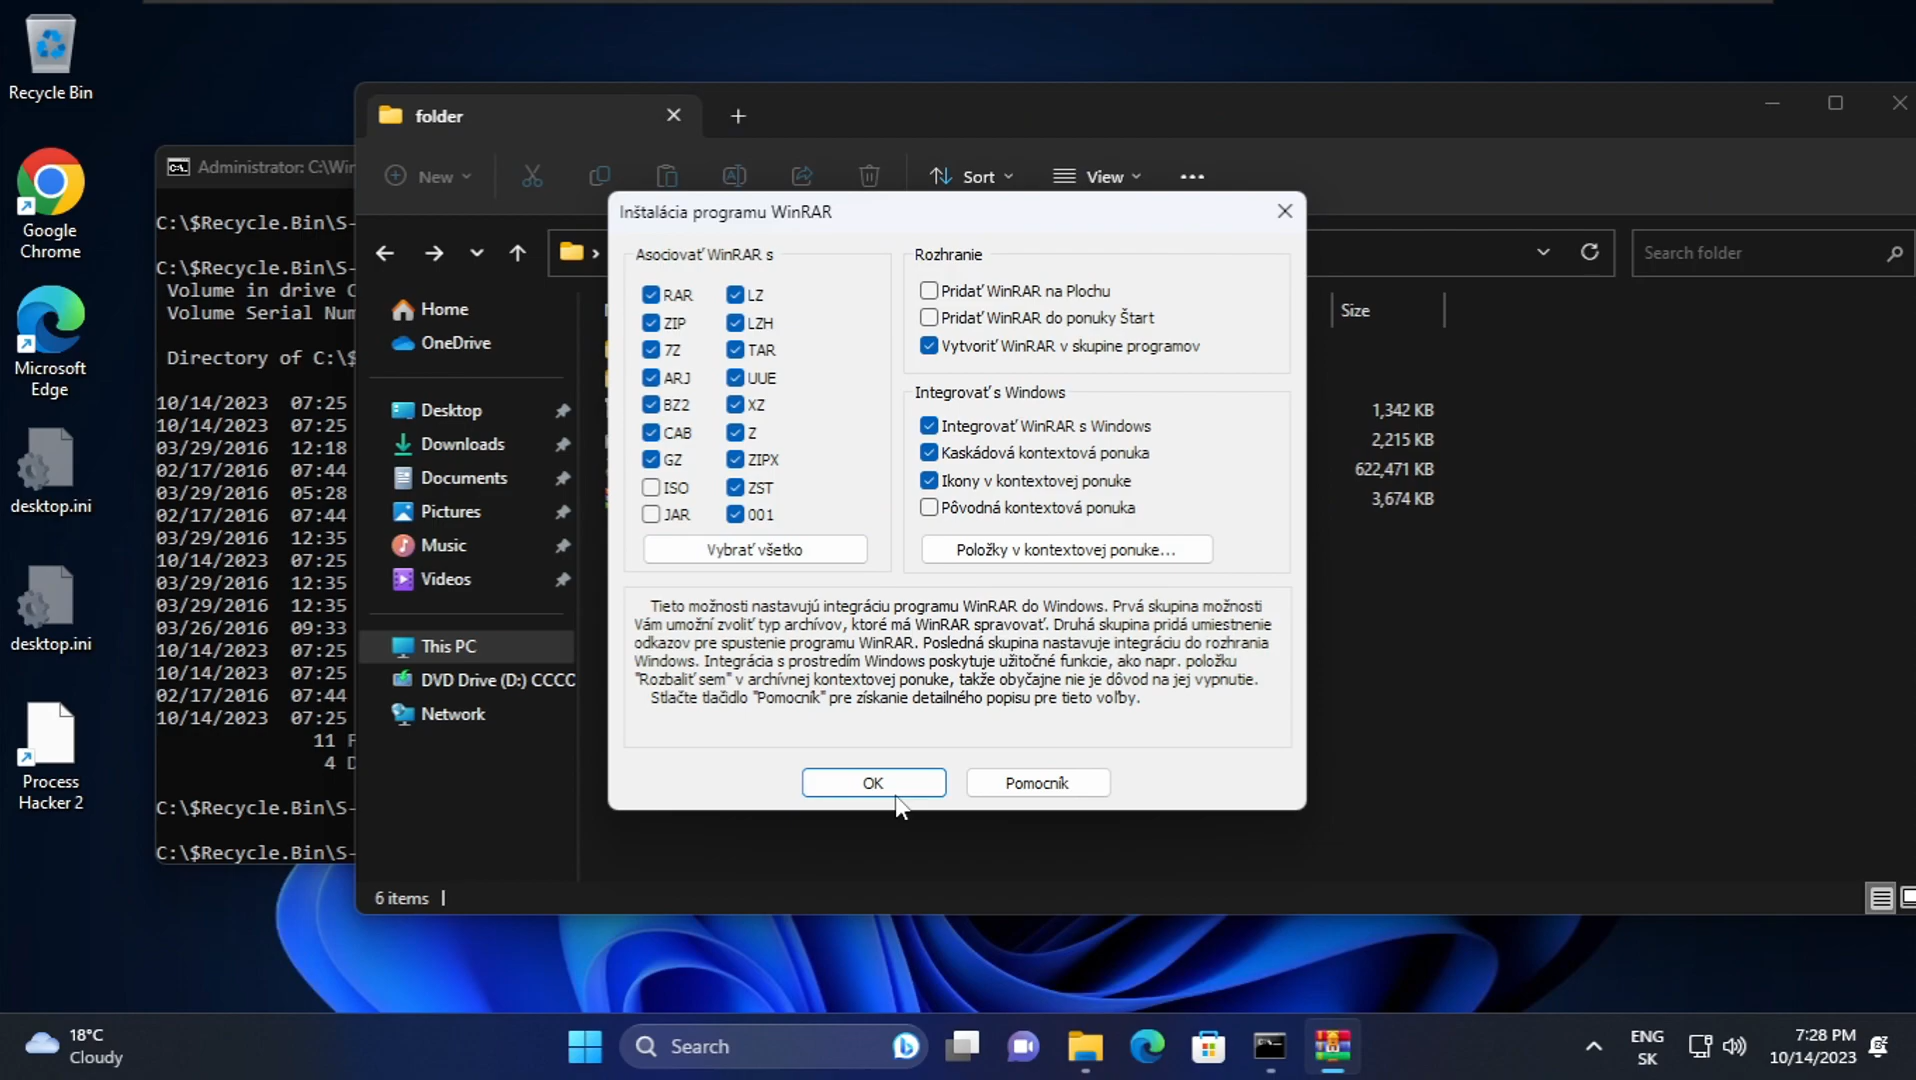 Recycle Bin
Google
Chrome
Microsoft
Edge
desktop.ini
desktop.ini
Process
Hacker 2
Administrator: C:\Win
C:\$Recycle.Bin\S-
C:\$Recycle.Bin\S-
Volume in drive C
Volume Serial Num
Directory of C:\$
10/14/2023 07:25
10/14/2023 07:25
03/29/2016 12:18
02/17/2016 07:44
03/29/2016 05:28
02/17/2016 07:44
03/29/2016 12:35
10/14/2023 07:25
03/29/2016 12:35
03/29/2016 12:35
03/26/2016 09:33
10/14/2023 07:25
10/14/2023 07:25
02/17/2016 07:44
10/14/2023 07:25
11 F
4 D
C:\$Recycle.Bin\S-
C:\$Recycle.Bin\S-
folder
New
Sort
View
Search folder
Home
OneDrive
Desktop
Downloads
Documents
Pictures
Music
Videos
This PC
DVD Drive (D:) CCCO
Network
Size
1,342 KB
2,215 KB
622,471 KB
3,674 KB
6 items
Inštalácia programu WinRAR
Asociovať WinRAR s
RAR
ZIP
7Z
ARJ
BZ2
CAB
GZ
ISO
JAR
LZ
LZH
TAR
UUE
XZ
Z
ZIPX
ZST
001
Vybrať všetko
Rozhranie
Pridať WinRAR na Plochu
Pridať WinRAR do ponuky Štart
Vytvoriť WinRAR v skupine programov
Integrovať s Windows
Integrovať WinRAR s Windows
Kaskádová kontextová ponuka
Ikony v kontextovej ponuke
Pôvodná kontextová ponuka
Položky v kontextovej ponuke...
Tieto možnosti nastavujú integráciu programu WinRAR do Windows. Prvá skupina možnosti
Vám umožní zvoliť typ archívov, ktoré má WinRAR spravovať. Druhá skupina pridá umiestnenie
odkazov pre spustenie programu WinRAR. Posledná skupina nastavuje integráciu do rozhrania
Windows. Integrácia s prostredím Windows poskytuje užitočné funkcie, ako napr. položku
"Rozbaliť sem" v archívnej kontextovej ponuke, takže obyčajne nie je dôvod na jej vypnutie.
Stlačte tlačidlo "Pomocník" pre získanie detailného popisu pre tieto voľby.
OK
Pomocník
18°C
Cloudy
Search
ENG
SK
7:28 PM
10/14/2023